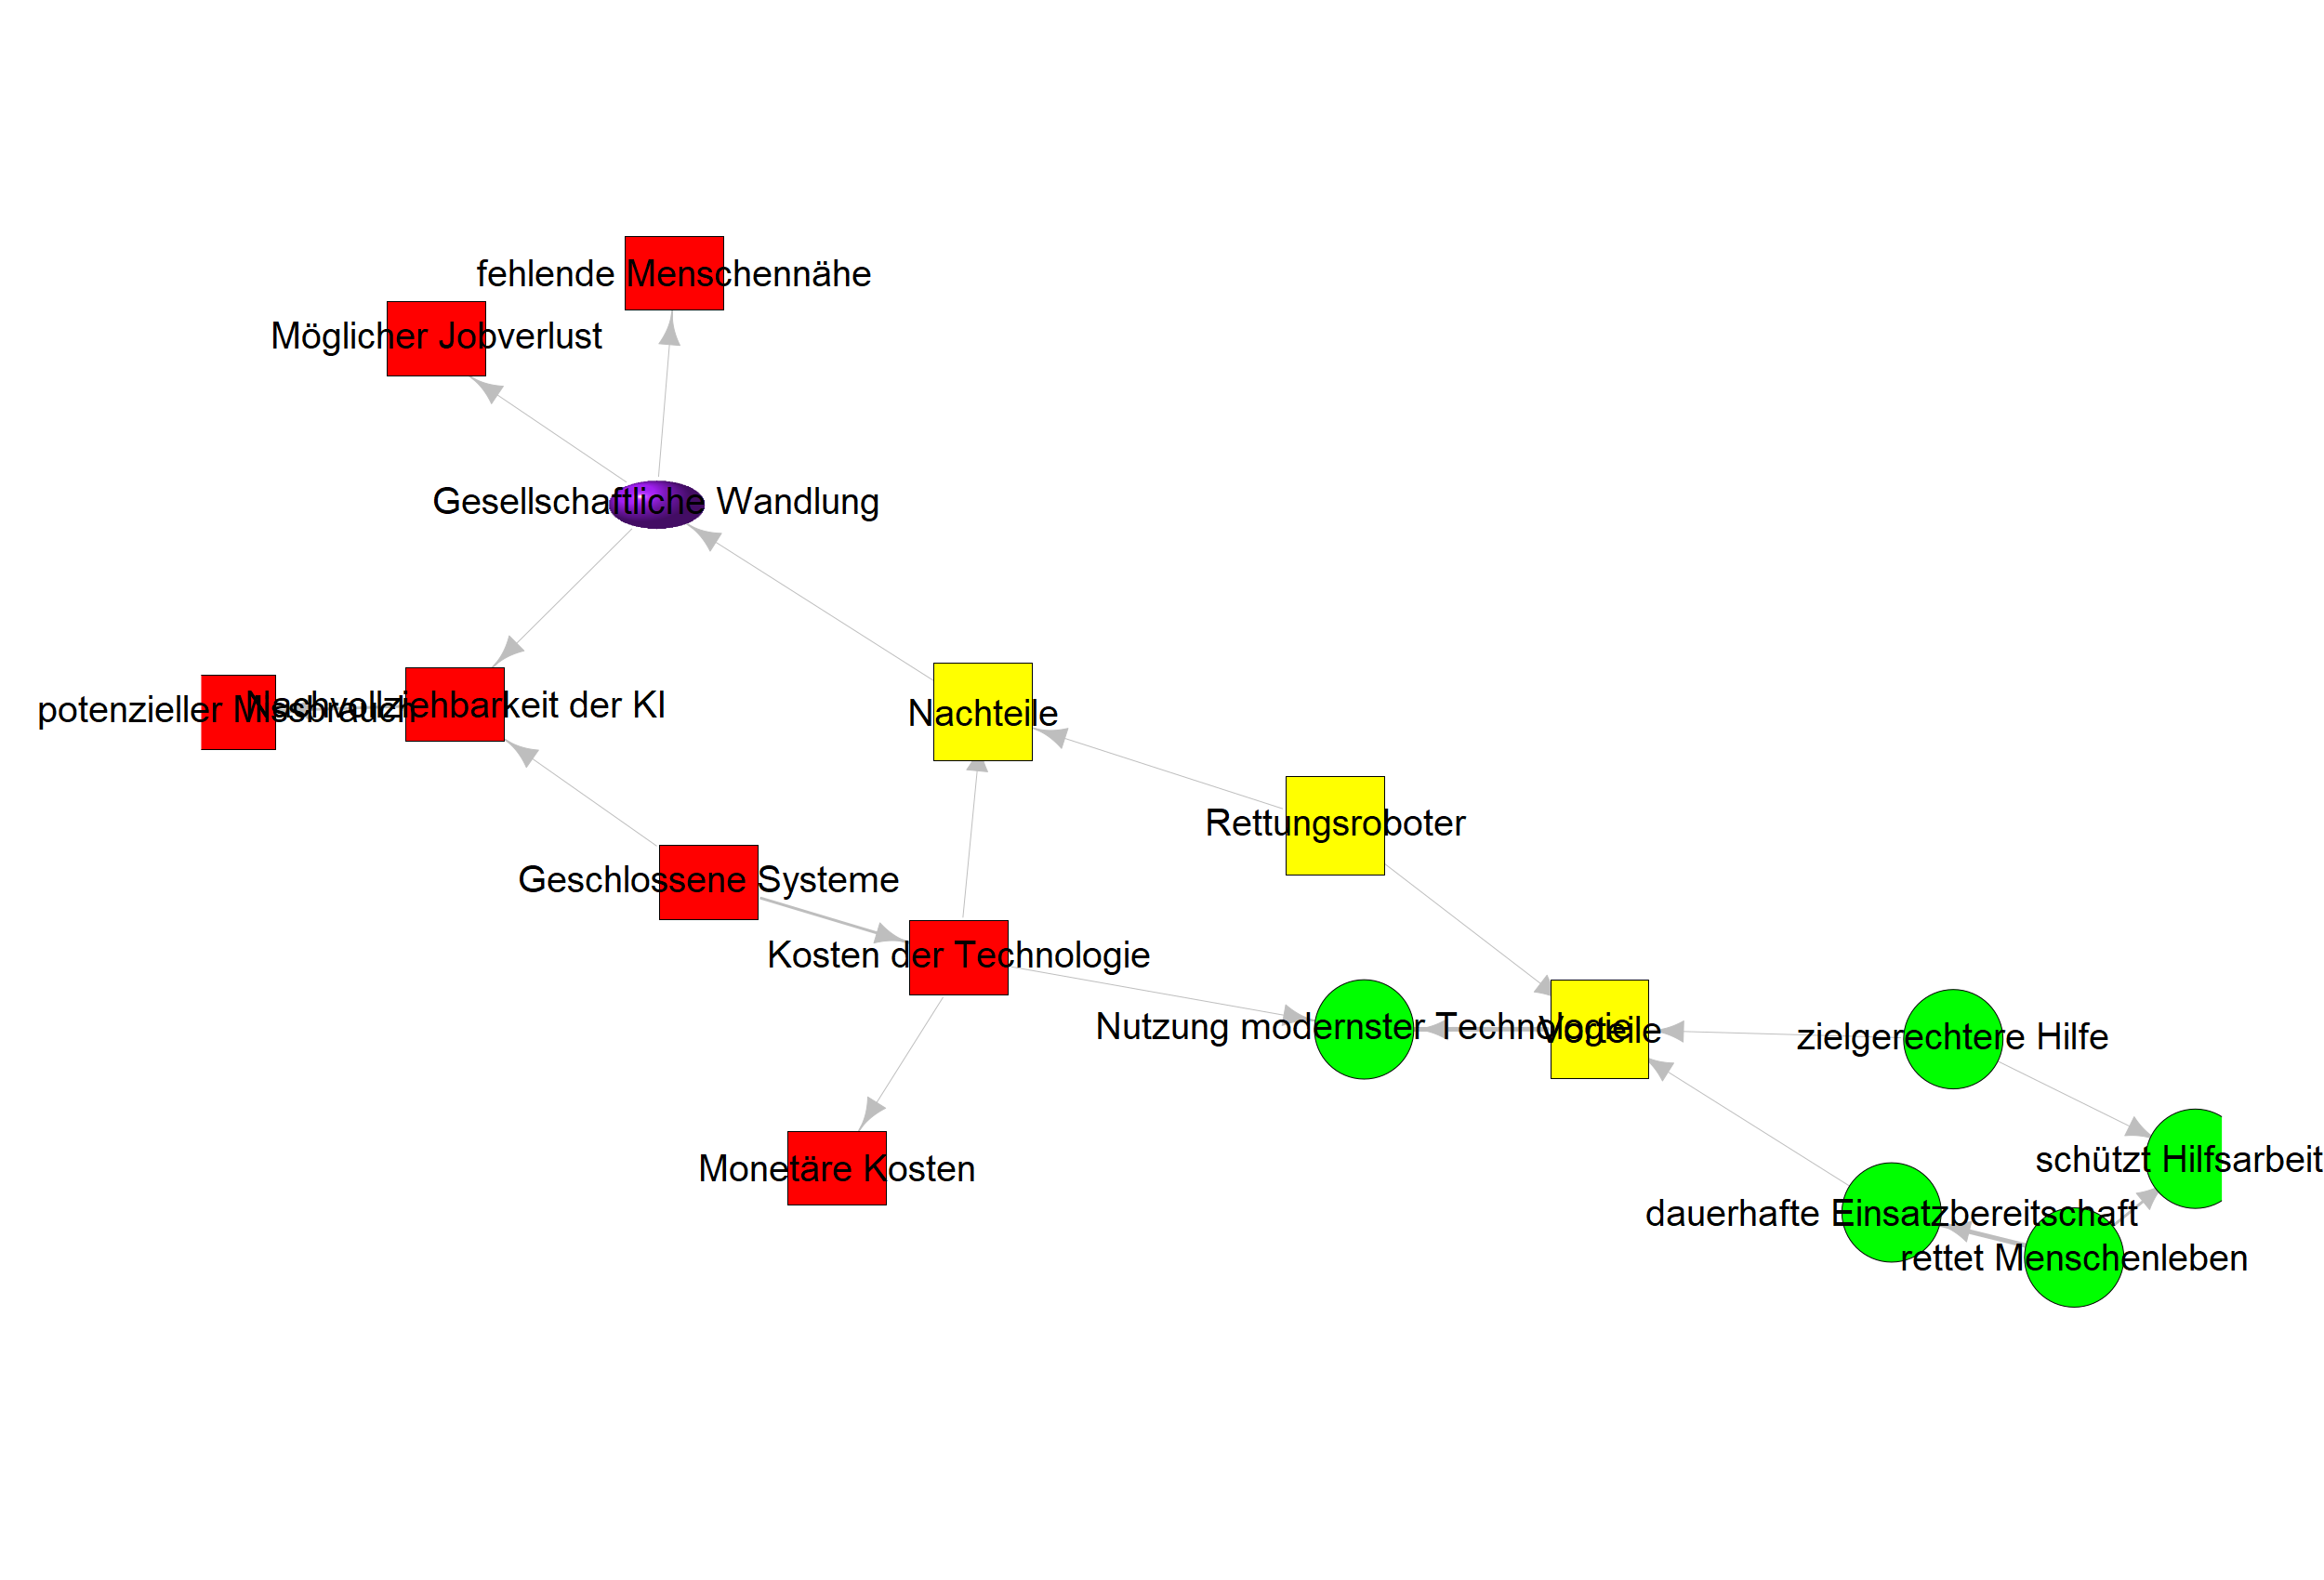 fehlende Menschennähe
Möglicher Jobverlust
Gesellschaftliche Wandlung
potenzieller Missbrauch
Nachvollziehbarkeit der KI
Nachteile
Rettungsroboter
Geschlossene Systeme
Kosten der Technologie
Nutzung modernster Technologie
Vorteile
zielgerechtere Hilfe
schützt Hilfsarbeit
dauerhafte Einsatzbereitschaft
rettet Menschenleben
Monetäre Kosten